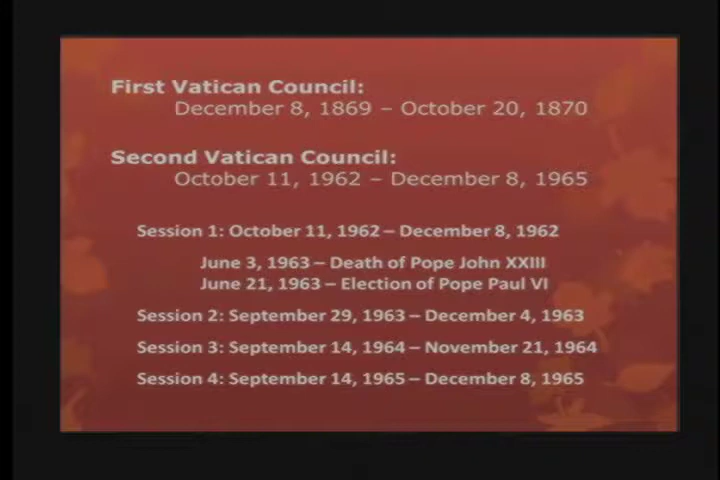 First Vatican Council:
December 8, 1869 – October 20, 1870
Second Vatican Council:
October 11, 1962 – December 8, 1965
Session 1: October 11, 1962 – December 8, 1962
June 3, 1963 – Death of Pope John XXIII
June 21, 1963 – Election of Pope Paul VI
Session 2: September 29, 1963 – December 4, 1963
Session 3: September 14, 1964 – November 21, 1964
Session 4: September 14, 1965 – December 8, 1965